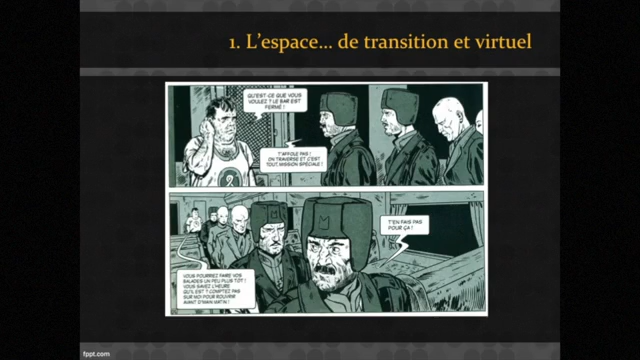 1. L’espace... de transition et virtuel
QU'EST-CE QUE VOUS
VOULEZ ? LE BAR EST
FERMÉ !
T'AFFOLE PAS !
ON TRAVERSE ET C'EST
TOUT. MISSION SPÉCIALE !
T'EN FAIS PAS
POUR ÇA !
VOUS POURRIEZ FAIRE VOS
BALADES UN PEU PLUS TÔT !
VOUS SAVEZ L'HEURE
QU'IL EST ? COMPTEZ PAS
SUR MOI POUR ROUVRIR
AVANT D'MAIN MATIN !
fppt.com